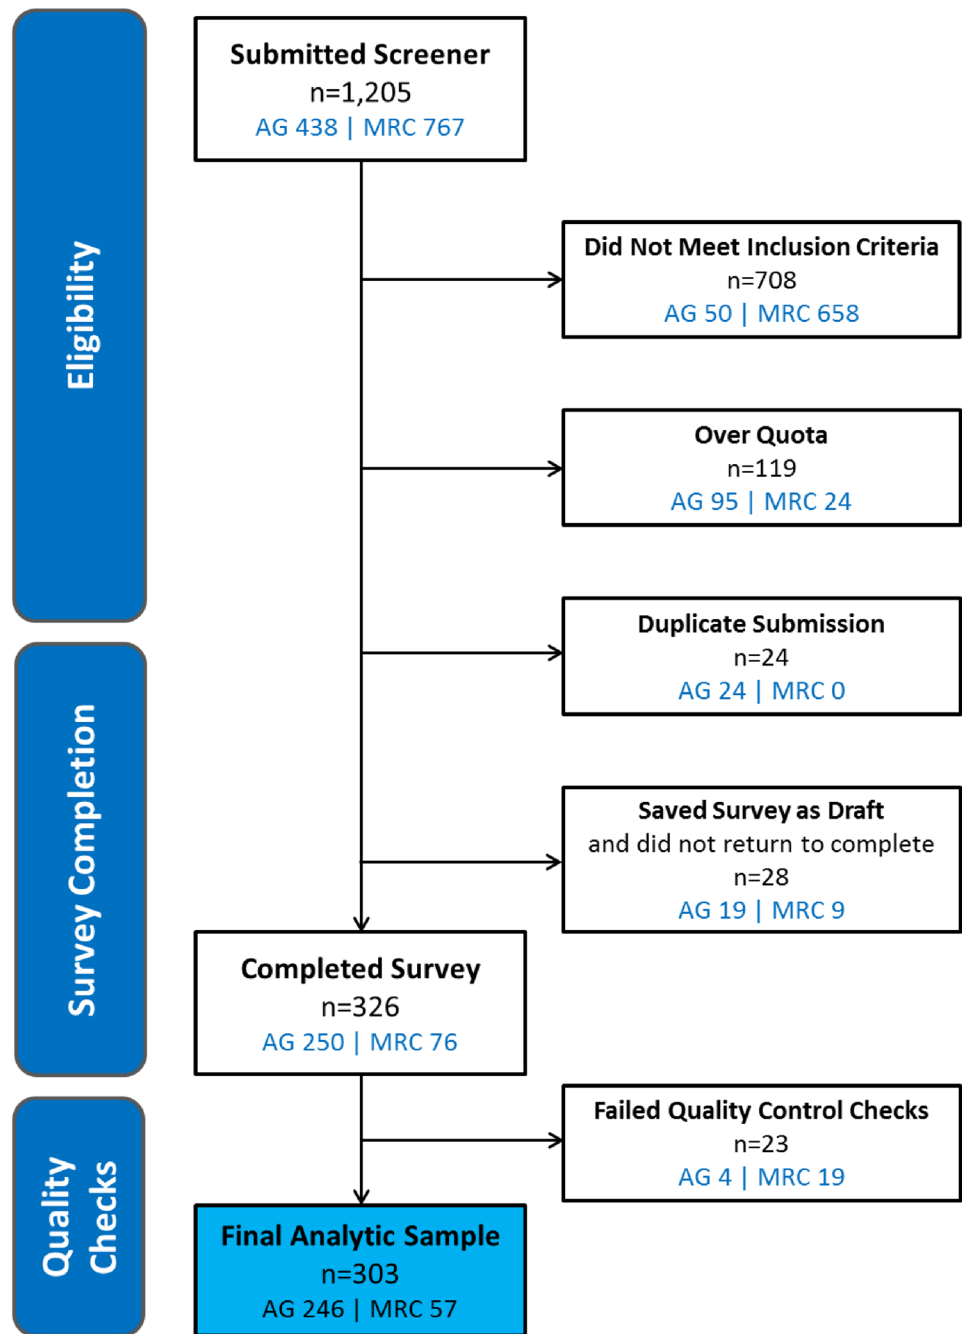 Eligibility
Submitted Screener
n=1,205
AG 438 | MRC 767
Did Not Meet Inclusion Criteria
n=708
AG 50 | MRC 658
Over Quota
n=119
AG 95 | MRC 24
Survey Completion
Duplicate Submission
n=24
AG 24 | MRC 0
Saved Survey as Draft
and did not return to complete
n=28
AG 19 | MRC 9
Completed Survey
n=326
AG 250 | MRC 76
Quality
Checks
Failed Quality Control Checks
n=23
AG 4 | MRC 19
Final Analytic Sample
n=303
AG 246 | MRC 57